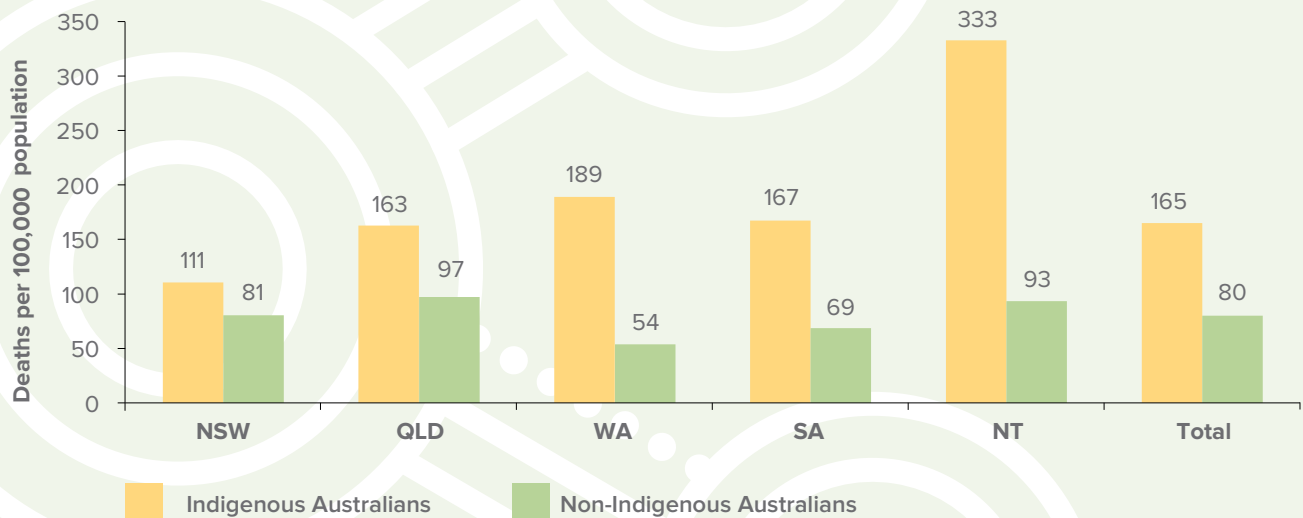 Deaths per 100,000 population
350
300
250
200
150
100
50
0
111
81
163
97
189
54
167
69
333
93
165
80
NSW
QLD
WA
SA
NT
Total
Indigenous Australians
Non-Indigenous Australians